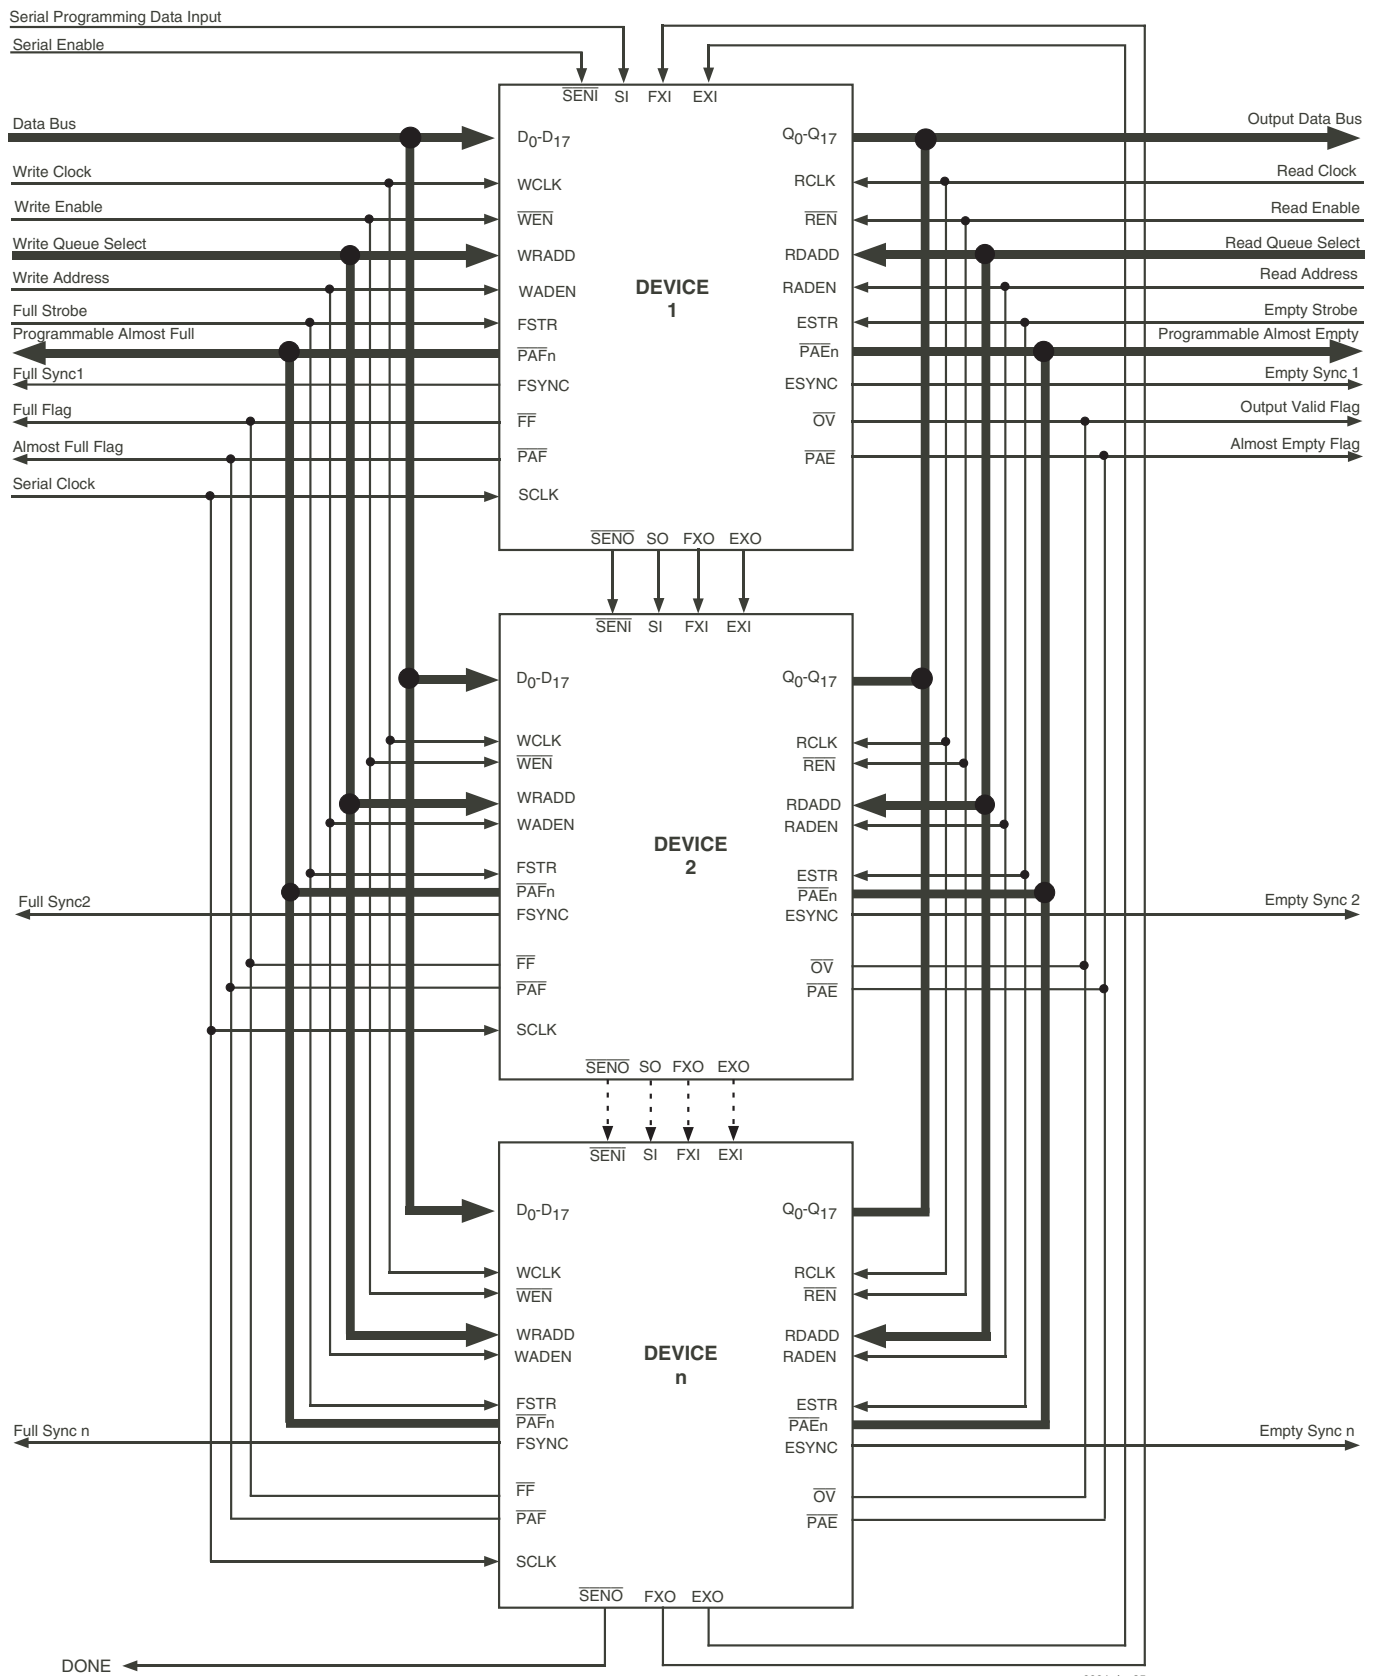 Serial Programming Data Input
Serial Enable
SENI SI FXI EXI
Data Bus
D0-D17
Q0-Q17
Output Data Bus
Write Clock
WCLK
RCLK
Read Clock
Write Enable
WEN
REN
Read Enable
Write Queue Select
WRADD
RDADD
Read Queue Select
Write Address
WADEN
DEVICE
1
RADEN
Read Address
Full Strobe
FSTR
ESTR
Empty Strobe
Programmable Almost Full
PAFn
PAEn
Programmable Almost Empty
Full Sync1
FSYNC
ESYNC
Empty Sync 1
Full Flag
FF
OV
Output Valid Flag
Almost Full Flag
PAF
PAE
Almost Empty Flag
Serial Clock
SCLK
SENO SO FXO EXO
SENI SI FXI EXI
D0-D17
Q0-Q17
WCLK
RCLK
WEN
REN
WRADD
RDADD
WADEN
RADEN
DEVICE
2
FSTR
ESTR
PAFn
PAEn
Full Sync2
FSYNC
ESYNC
Empty Sync 2
FF
OV
PAF
PAE
SCLK
SENO SO FXO EXO
SENI SI FXI EXI
D0-D17
Q0-Q17
WCLK
RCLK
WEN
REN
WRADD
RDADD
WADEN
RADEN
DEVICE
n
FSTR
ESTR
PAFn
PAEn
Full Sync n
FSYNC
ESYNC
Empty Sync n
FF
OV
PAF
PAE
SCLK
SENO FXO EXO
DONE